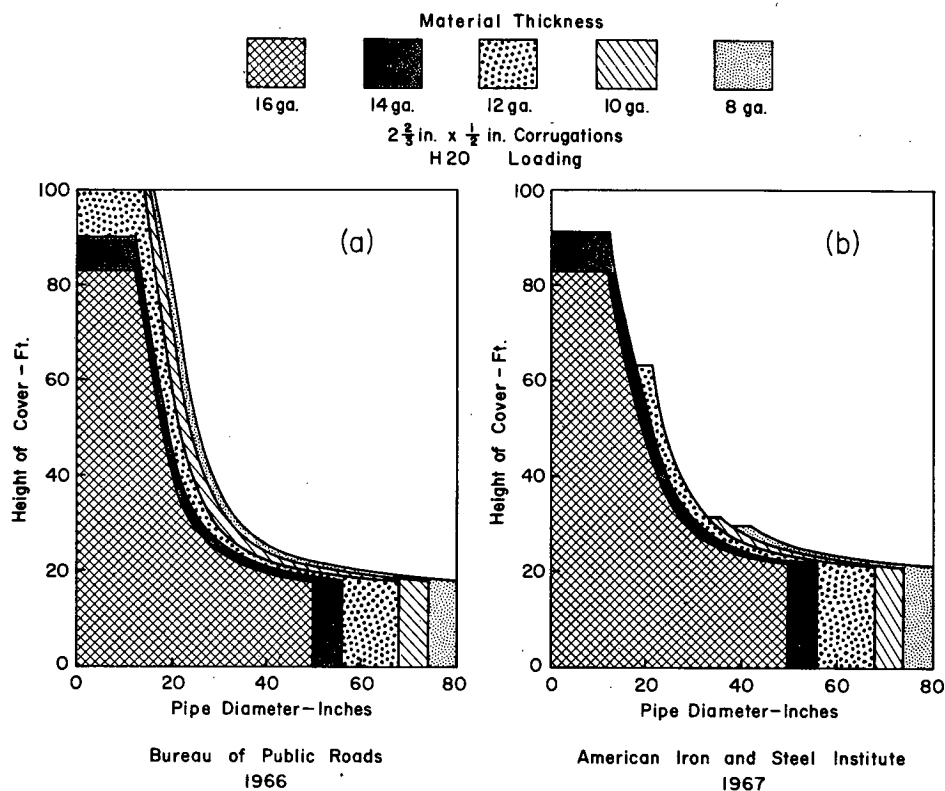 Material Thickness
16 ga. 14 ga. 12 ga. 10 ga. 8 ga.
2 2/3 in. x 1/2 in. Corrugations
H20 Loading
(a)
100
80
60
40
20
0
Height of Cover – Ft.
0 20 40 60 80
Pipe Diameter – Inches
Bureau of Public Roads
1966
(b)
100
80
60
40
20
0
Height of Cover – Ft.
0 20 40 60 80
Pipe Diameter – Inches
American Iron and Steel Institute
1967